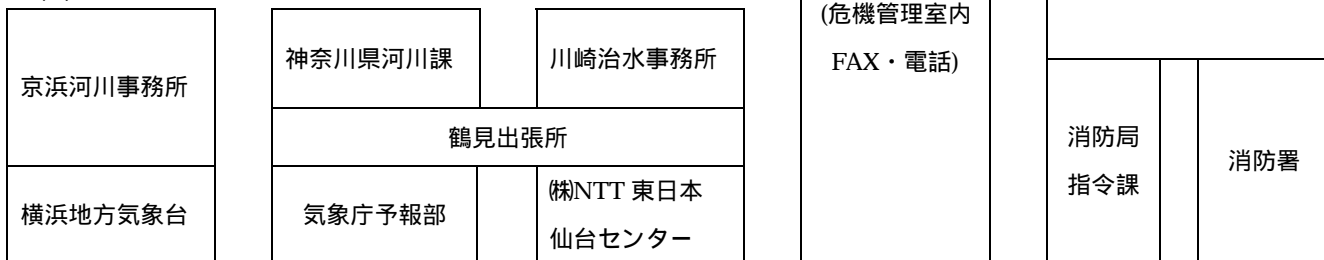 京浜河川事務所
横浜地方気象台
神奈川県河川課
川崎治水事務所
鶴見出張所
気象庁予報部
㈱NTT 東日本
仙台センター
(危機管理室内
FAX・電話)
消防局
指令課
消防署